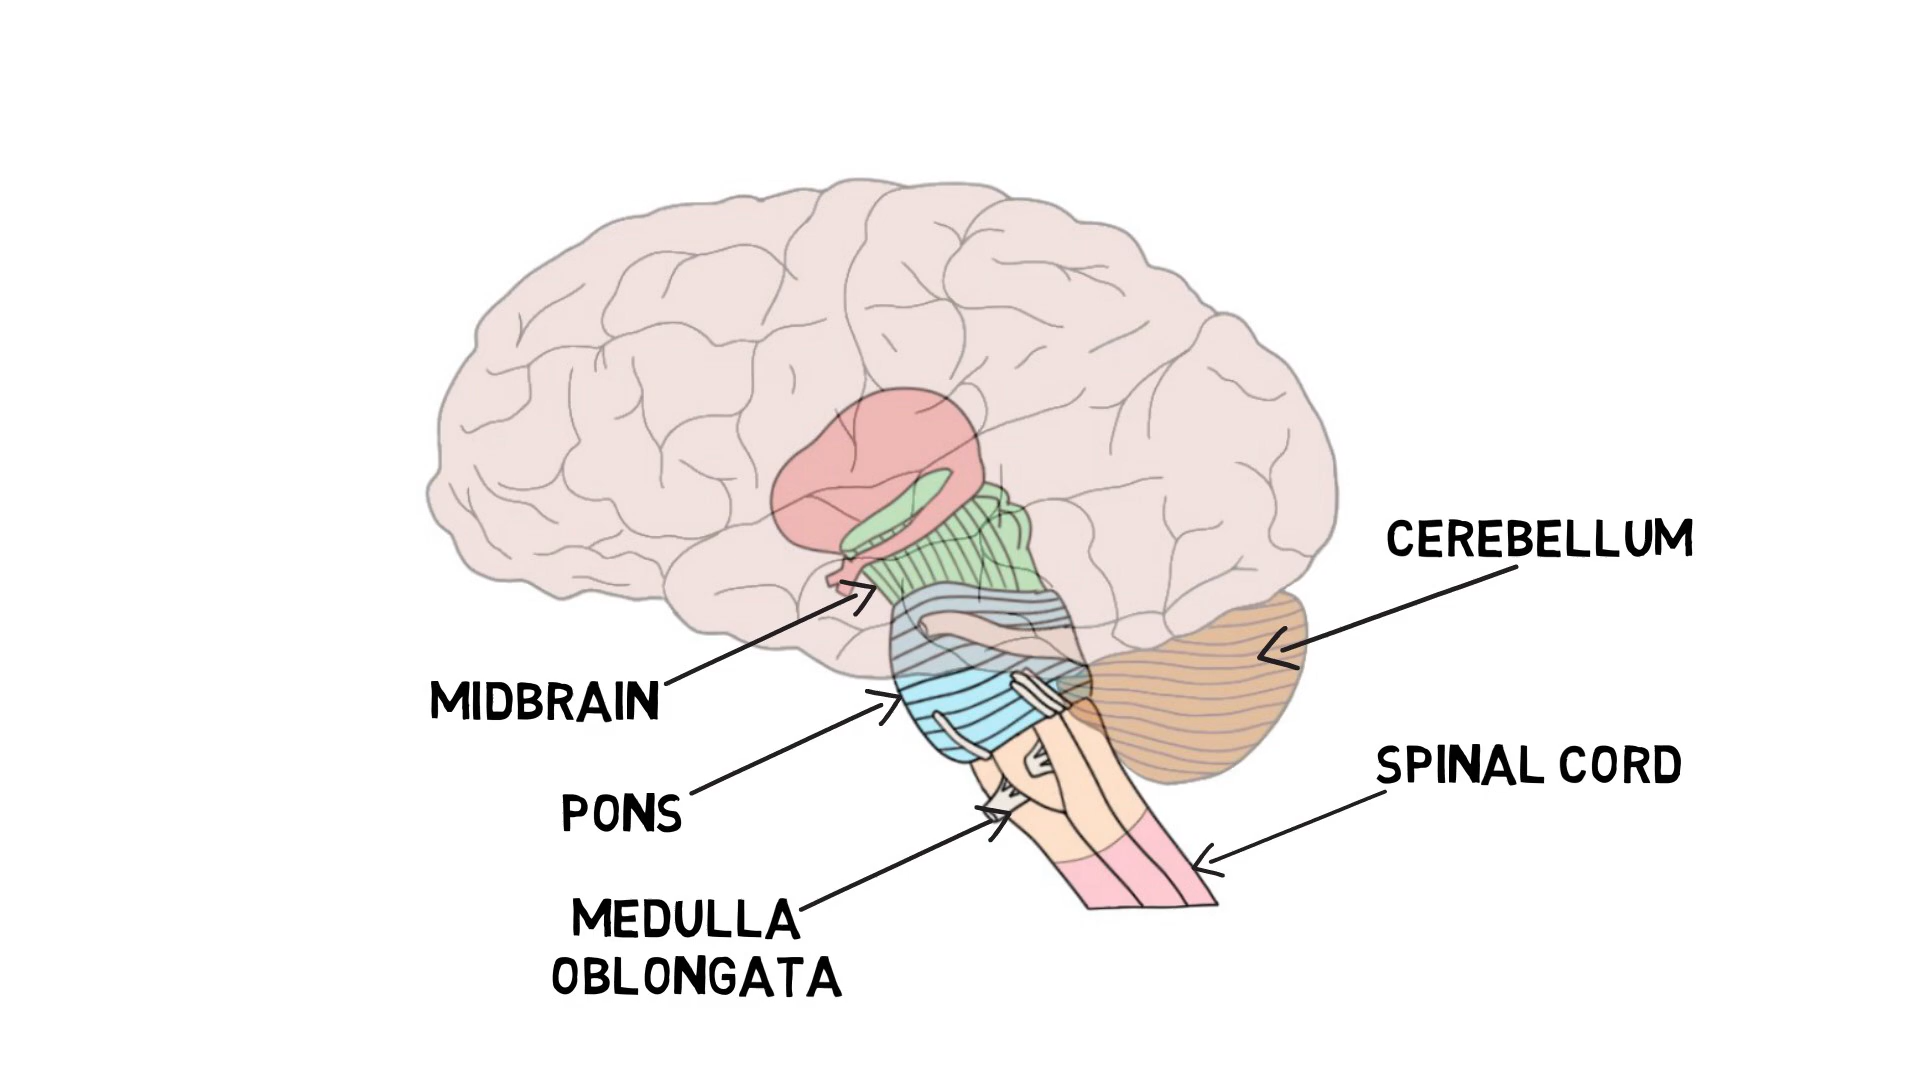 CEREBELLUM
MIDBRAIN
SPINAL CORD
PONS
MEDULLA
OBLONGATA